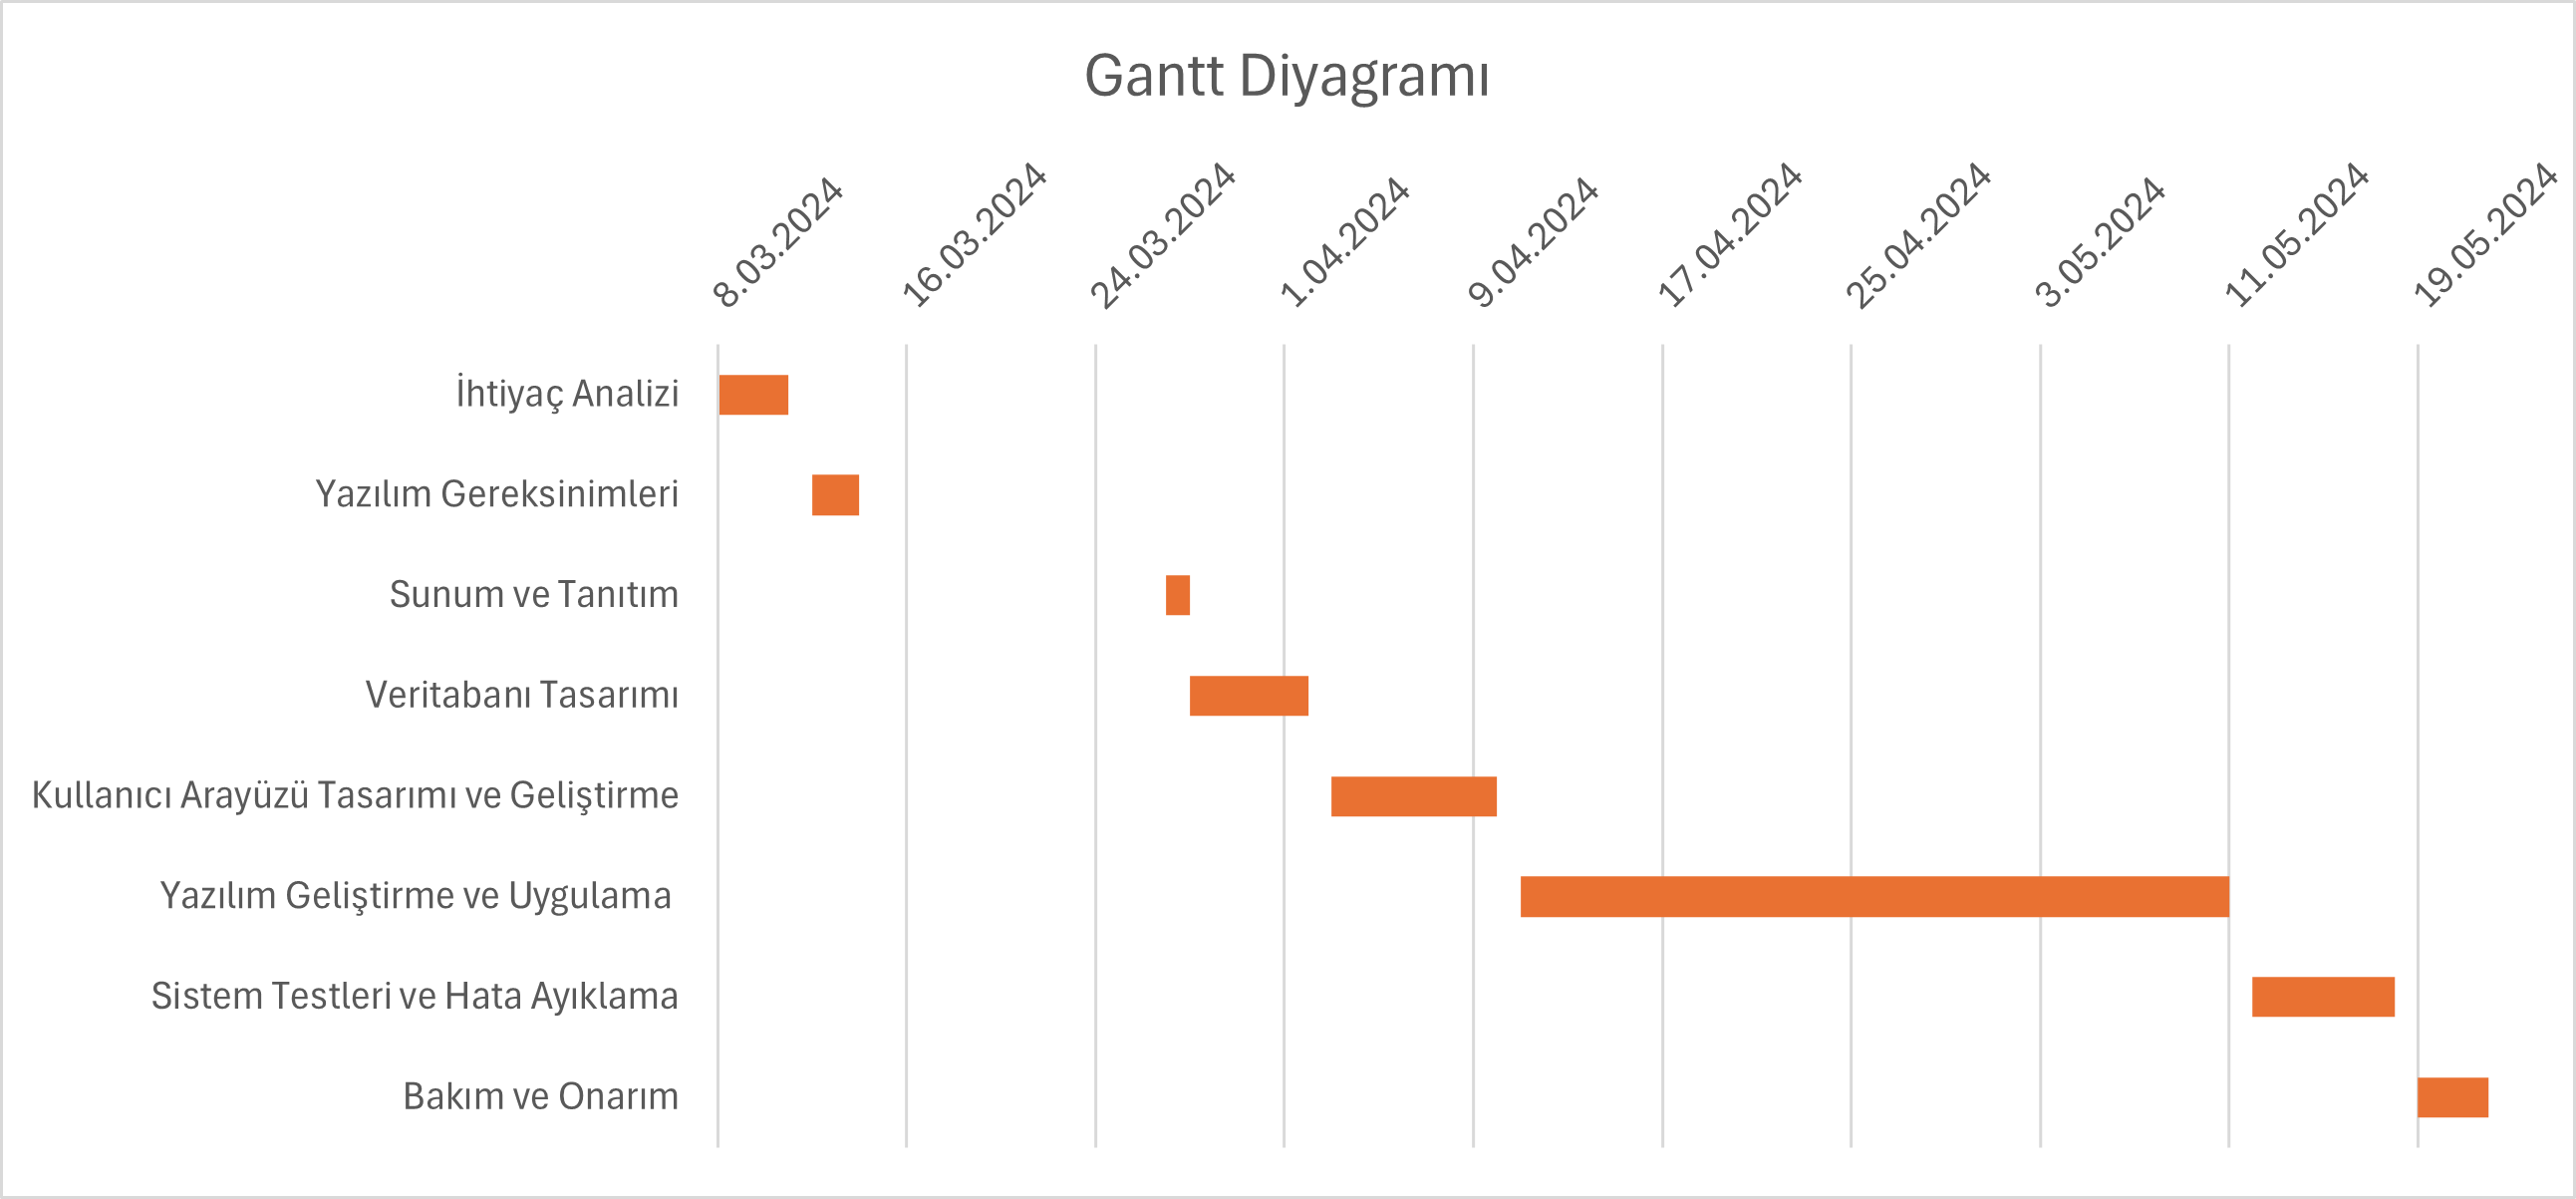 Gantt Diyagramı
8.03.2024
16.03.2024
24.03.2024
1.04.2024
9.04.2024
17.04.2024
25.04.2024
3.05.2024
11.05.2024
19.05.2024
İhtiyaç Analizi
Yazılım Gereksinimleri
Sunum ve Tanıtım
Veritabanı Tasarımı
Kullanıcı Arayüzü Tasarımı ve Geliştirme
Yazılım Geliştirme ve Uygulama
Sistem Testleri ve Hata Ayıklama
Bakım ve Onarım